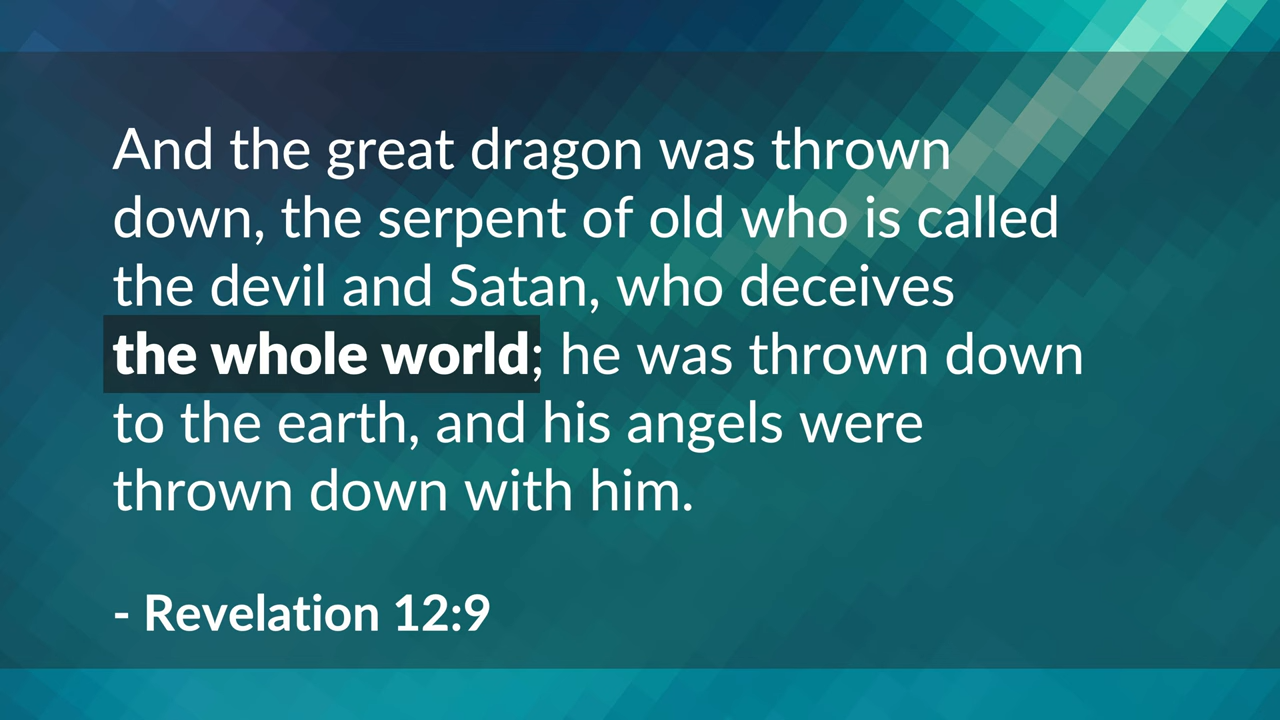 And the great dragon was thrown
down, the serpent of old who is called
the devil and Satan, who deceives
the whole world; he was thrown down
to the earth, and his angels were
thrown down with him.
- Revelation 12:9